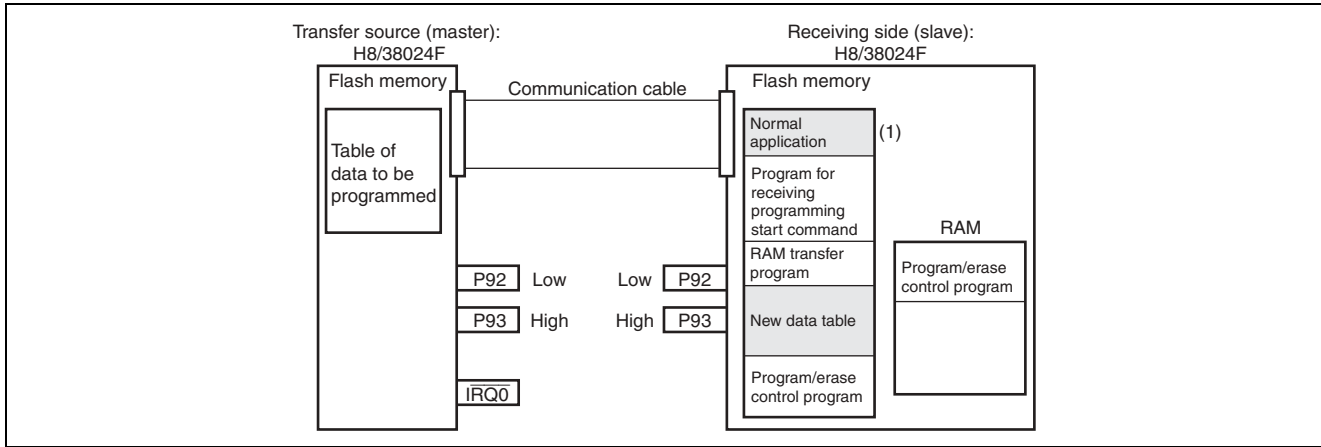 Transfer source (master):
H8/38024F
Flash memory
Table of
data to be
programmed
Communication cable
P92 Low
P93 High
IRQ0
Receiving side (slave):
H8/38024F
Flash memory
Normal
application
(1)
Program for
receiving
programming
start command
RAM transfer
program
New data table
Program/erase
control program
Low P92
High P93
RAM
Program/erase
control program